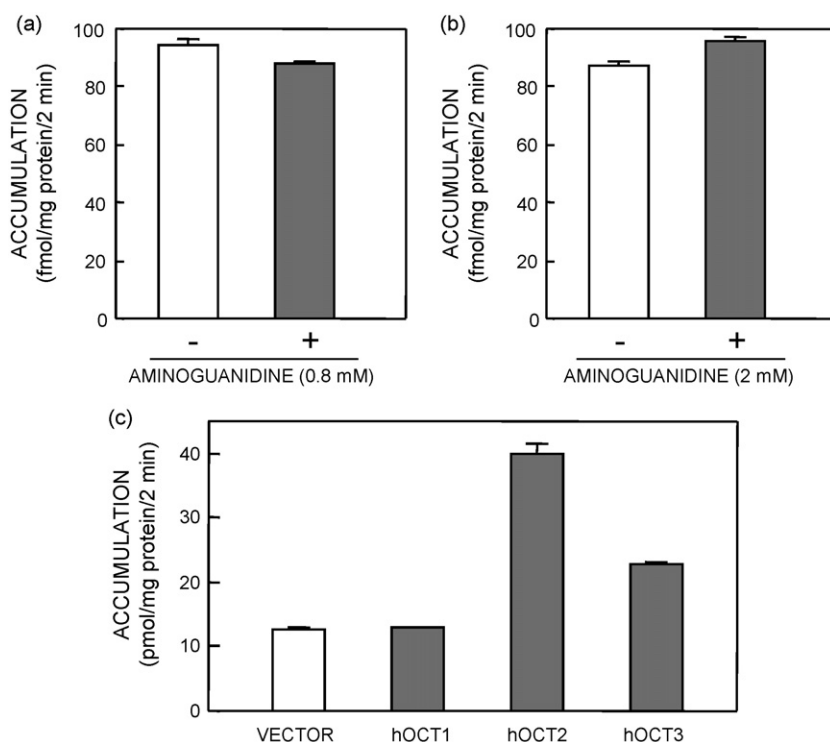 (a)
ACCUMULATION
(fmol/mg protein/2 min)
100
80
60
40
20
0
- +
AMINOGUANIDINE (0.8 mM)
(b)
ACCUMULATION
(fmol/mg protein/2 min)
100
80
60
40
20
0
- +
AMINOGUANIDINE (2 mM)
(c)
ACCUMULATION
(pmol/mg protein/2 min)
40
30
20
10
0
VECTOR hOCT1 hOCT2 hOCT3